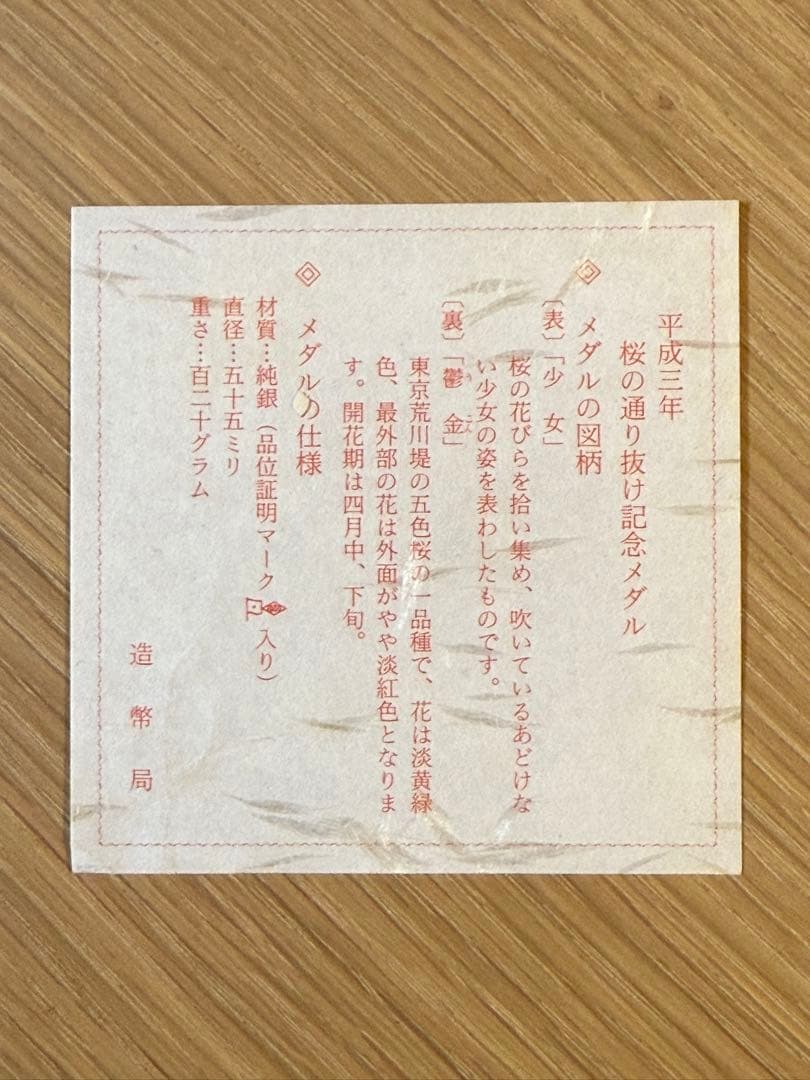 平成三年
桜の通り抜け記念メダル
◇ メダルの図柄
〔表〕「少女」
桜の花びらを拾い集め、吹いているあどけな
い少女の姿を表わしたものです。
〔裏〕「鬱金」
東京荒川堤の五色桜の一品種で、花は淡黄緑
色、最外部の花は外面がやや淡紅色となりま
す。開花期は四月中、下旬。
◇ メダルの仕様
材質…純銀（品位証明マーク入り）
直径…五十五ミリ
重さ…百二十グラム
造幣局